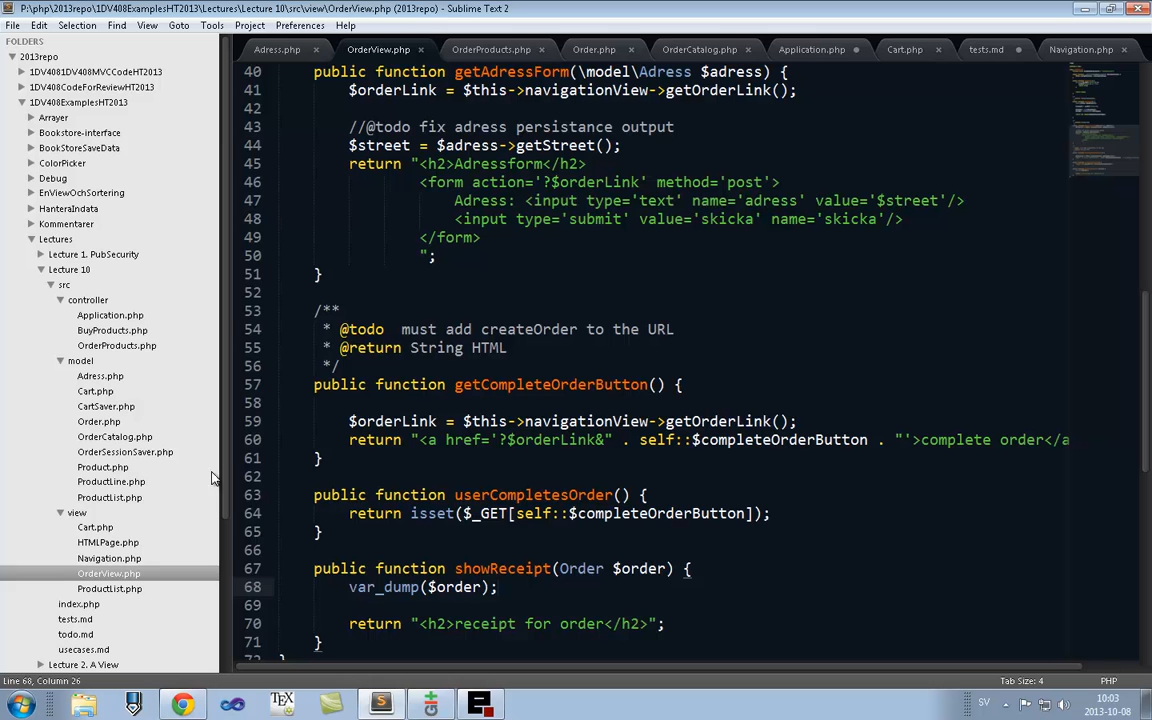 P:\php\2013repo\1DV408ExamplesHT2013\Lectures\Lecture 10\src\view\OrderView.php (2013repo) - Sublime Text 2
File Edit Selection Find View Goto Tools Project Preferences Help
FOLDERS
2013repo
1DV4081DV408MVCCodeHT2013
1DV408CodeForReviewHT2013
1DV408ExamplesHT2013
Arrayer
Bookstore-interface
BookStoreSaveData
ColorPicker
Debug
EnViewOchSortering
HanteraIndata
Kommentarer
Lectures
Lecture 1. PubSecurity
Lecture 10
src
controller
Application.php
BuyProducts.php
OrderProducts.php
model
Adress.php
Cart.php
CartSaver.php
Order.php
OrderCatalog.php
OrderSessionSaver.php
Product.php
ProductLine.php
ProductList.php
view
Cart.php
HTMLPage.php
Navigation.php
OrderView.php
ProductList.php
index.php
tests.md
todo.md
usecases.md
Lecture 2. A View
Adress.php OrderView.php OrderProducts.php Order.php OrderCatalog.php Application.php Cart.php tests.md Navigation.php
40 public function getAdressForm(\model\Adress $adress) {
41 $orderLink = $this->navigationView->getOrderLink();
42
43 //@todo fix adress persistance output
44 $street = $adress->getStreet();
45 return "<h2>Adressform</h2>
46 <form action='?$orderLink' method='post'>
47 Adress: <input type='text' name='adress' value='$street'/>
48 <input type='submit' value='skicka' name='skicka'/>
49 </form>
50 ";
51 }
52
53 /**
54 * @todo  must add createOrder to the URL
55 * @return String HTML
56 */
57 public function getCompleteOrderButton() {
58
59 $orderLink = $this->navigationView->getOrderLink();
60 return "<a href='?$orderLink&" . self::$completeOrderButton . "'>complete order</a
61 }
62
63 public function userCompletesOrder() {
64 return isset($_GET[self::$completeOrderButton]);
65 }
66
67 public function showReceipt(Order $order) {
68 var_dump($order);
69
70 return "<h2>receipt for order</h2>";
71 }
Line 68, Column 26 Tab Size: 4 PHP
SV 10:03
2013-10-08